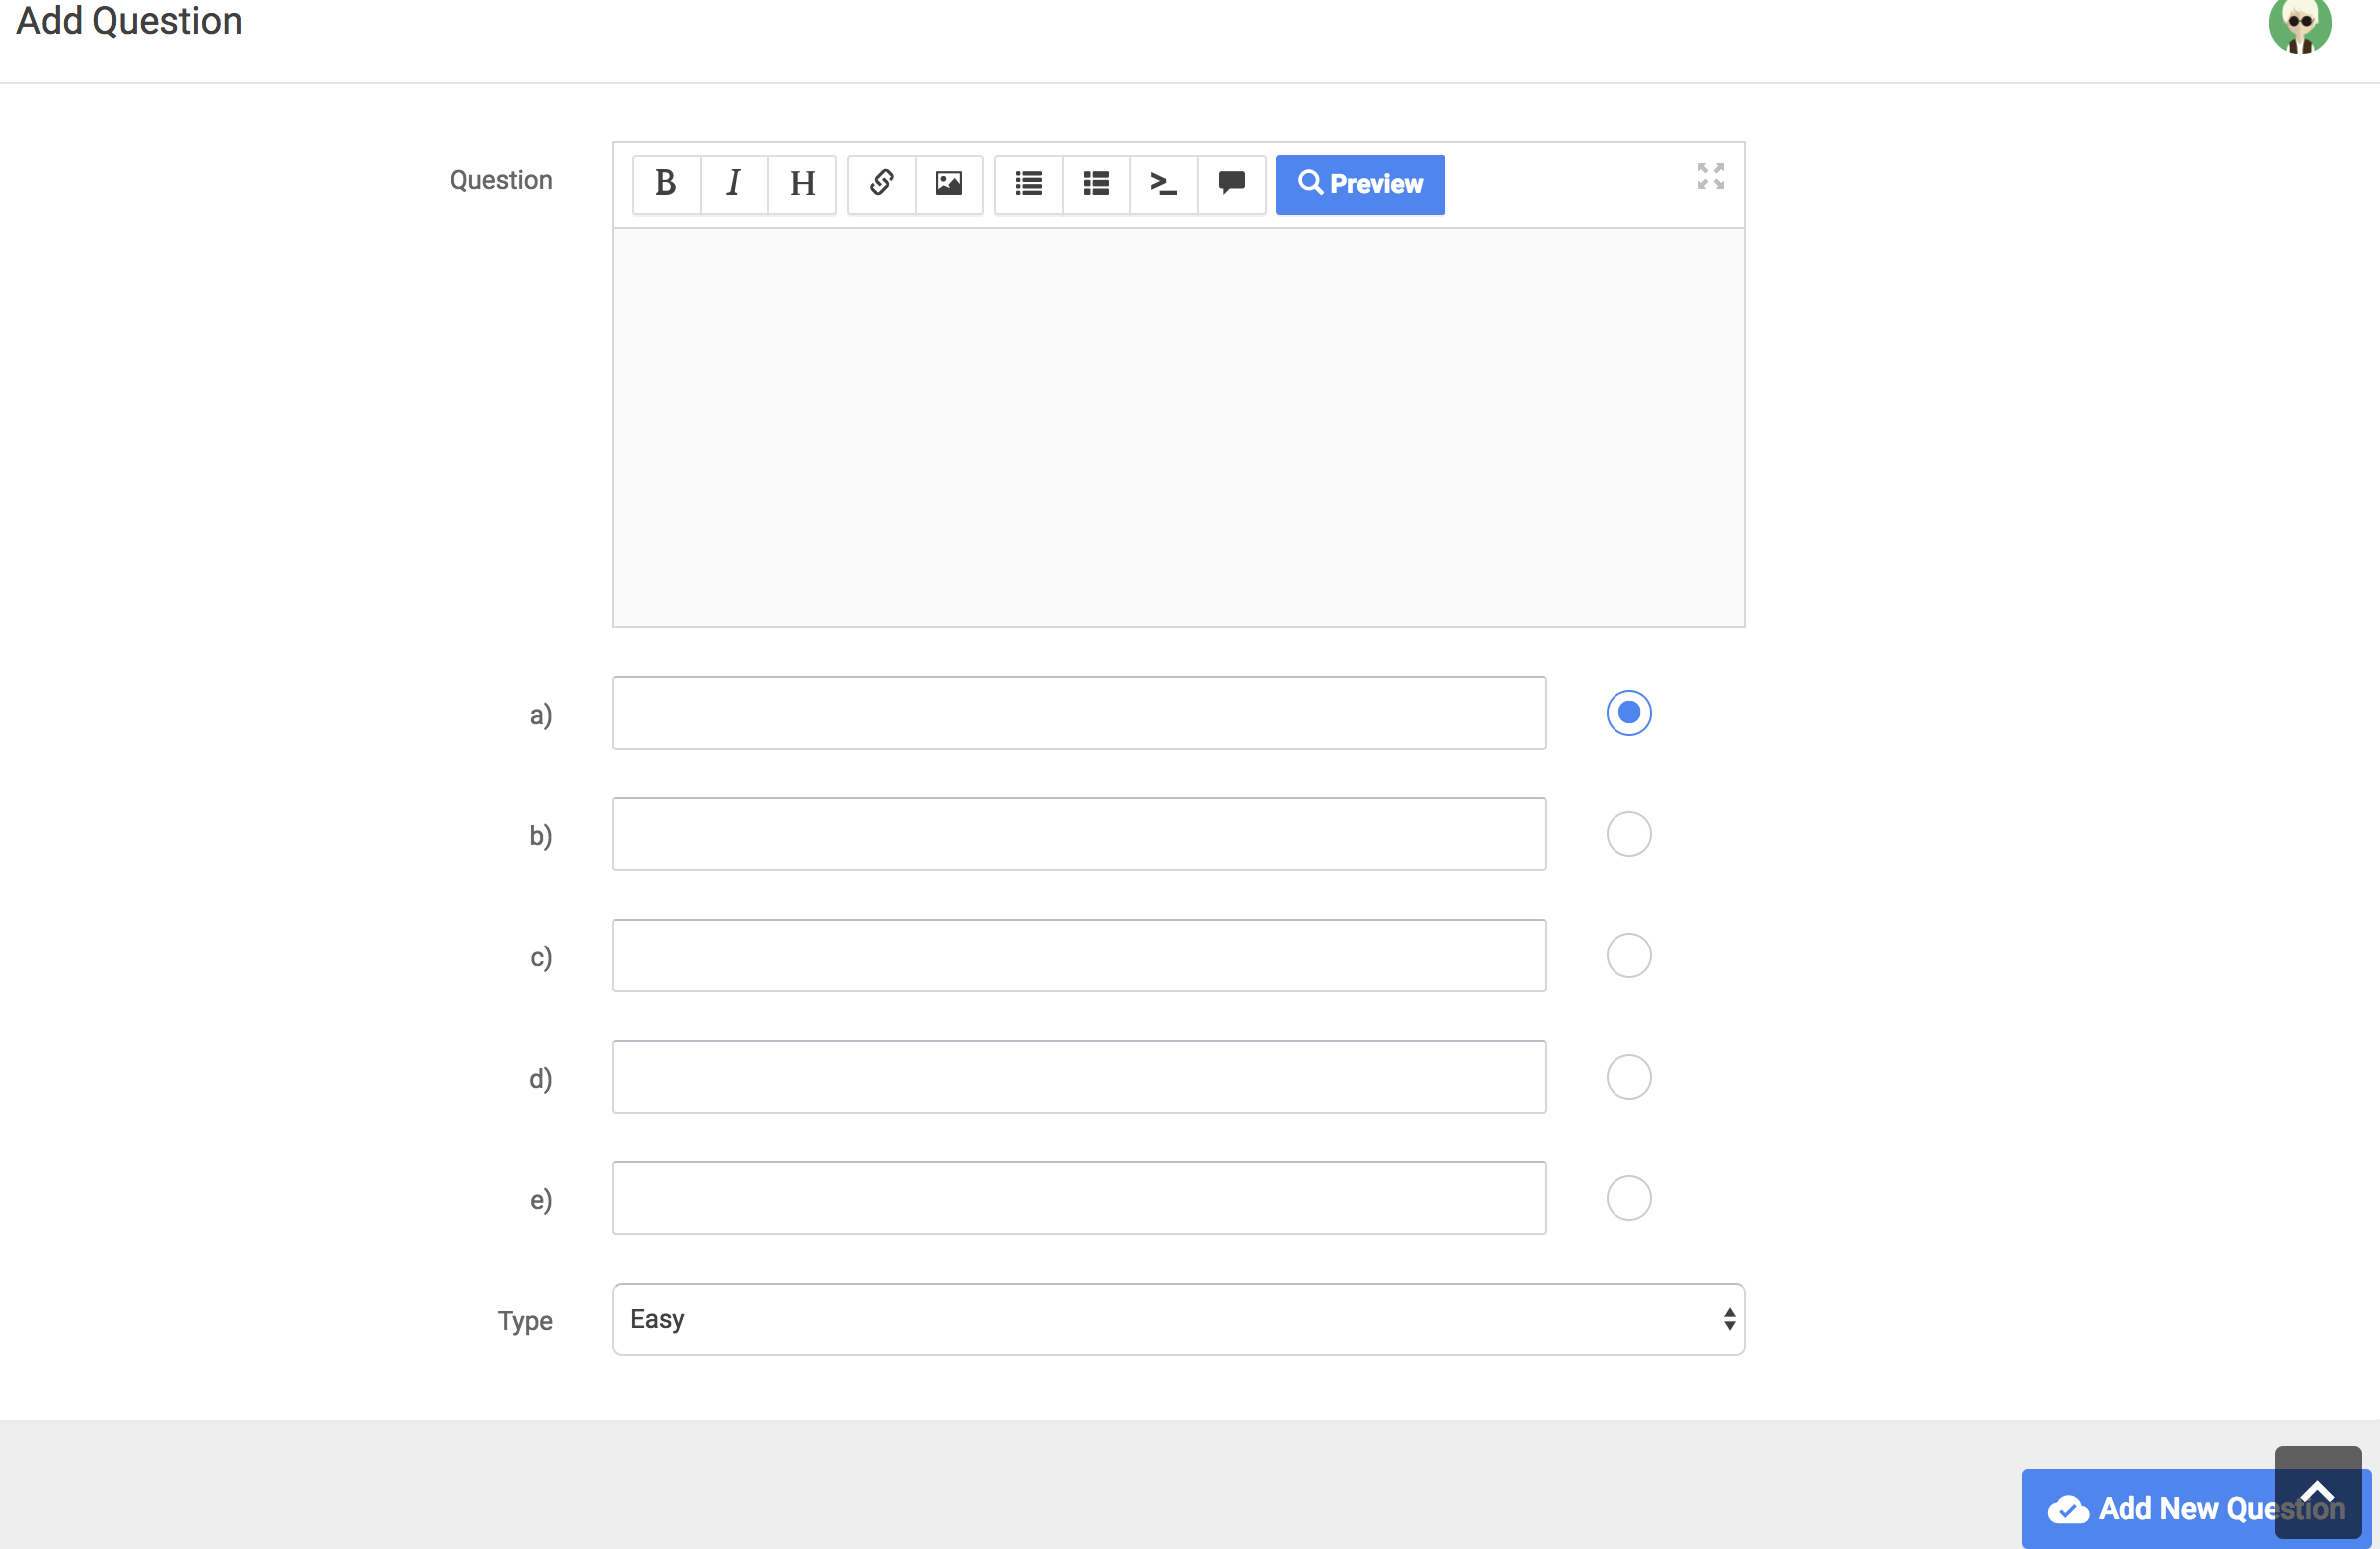 Add Question
Question
B I H >_ Preview
a)
b)
c)
d)
e)
Type
Easy
Add New Question